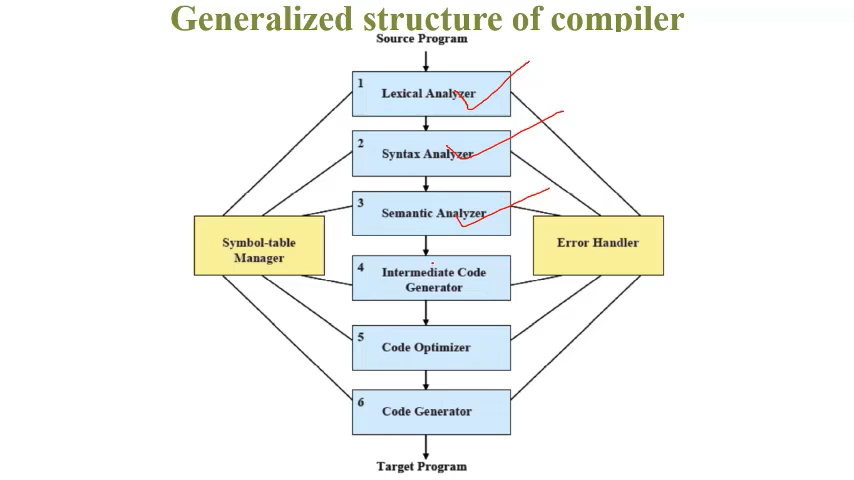 Generalized structure of compiler
Source Program
1
Lexical Analyzer
2
Syntax Analyzer
3
Semantic Analyzer
Symbol-table
Manager
Error Handler
4
Intermediate Code
Generator
5
Code Optimizer
6
Code Generator
Target Program